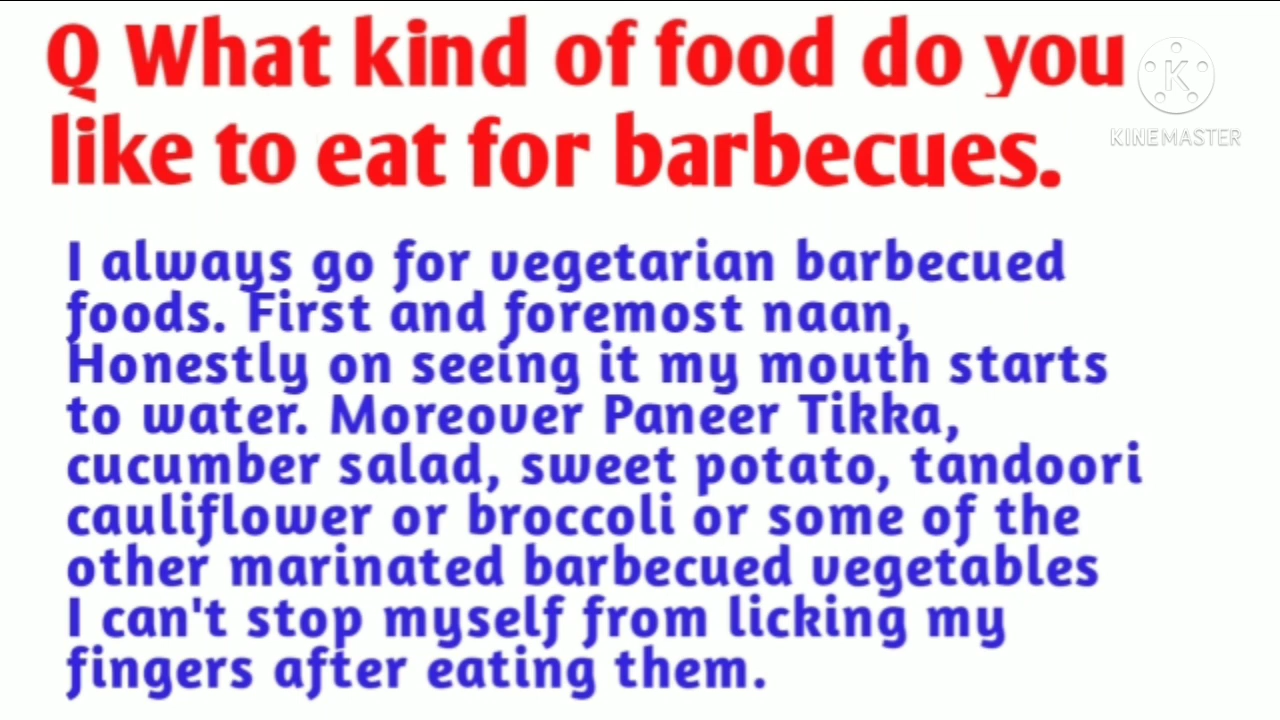 Q What kind of food do you
like to eat for barbecues.
K
KINEMASTER
I always go for vegetarian barbecued
foods. First and foremost naan,
Honestly on seeing it my mouth starts
to water. Moreover Paneer Tikka,
cucumber salad, sweet potato, tandoori
cauliflower or broccoli or some of the
other marinated barbecued vegetables
I can't stop myself from licking my
fingers after eating them.